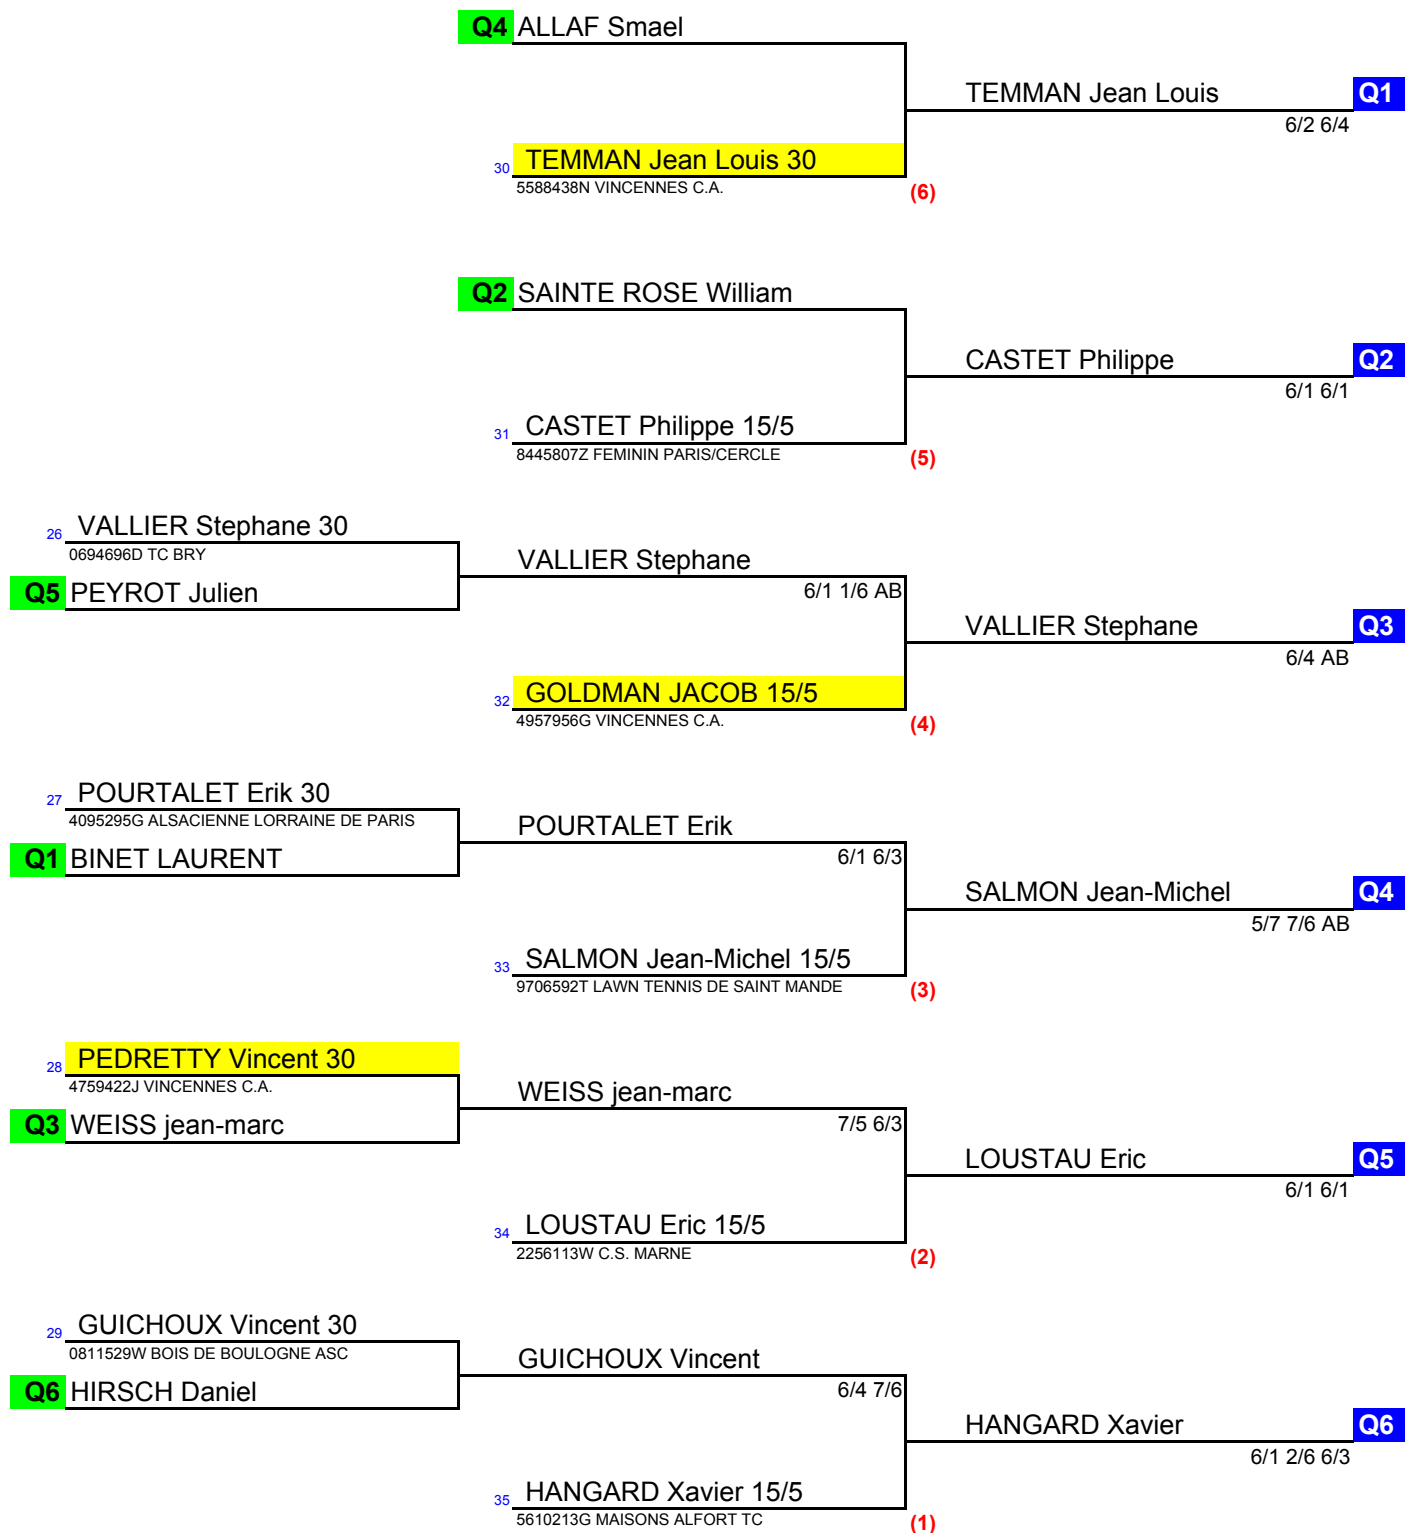 Q4 ALLAF Smael
TEMMAN Jean Louis Q1
6/2 6/4
30 TEMMAN Jean Louis 30
5588438N VINCENNES C.A.
(6)
Q2 SAINTE ROSE William
CASTET Philippe Q2
6/1 6/1
31 CASTET Philippe 15/5
8445807Z FEMININ PARIS/CERCLE
(5)
26 VALLIER Stephane 30
0694696D TC BRY
VALLIER Stephane
Q5 PEYROT Julien
6/1 1/6 AB
VALLIER Stephane Q3
6/4 AB
32 GOLDMAN JACOB 15/5
4957956G VINCENNES C.A.
(4)
27 POURTALET Erik 30
4095295G ALSACIENNE LORRAINE DE PARIS
POURTALET Erik
Q1 BINET LAURENT
6/1 6/3
SALMON Jean-Michel Q4
5/7 7/6 AB
33 SALMON Jean-Michel 15/5
9706592T LAWN TENNIS DE SAINT MANDE
(3)
28 PEDRETTY Vincent 30
4759422J VINCENNES C.A.
WEISS jean-marc
Q3 WEISS jean-marc
7/5 6/3
LOUSTAU Eric Q5
6/1 6/1
34 LOUSTAU Eric 15/5
2256113W C.S. MARNE
(2)
29 GUICHOUX Vincent 30
0811529W BOIS DE BOULOGNE ASC
GUICHOUX Vincent
Q6 HIRSCH Daniel
6/4 7/6
HANGARD Xavier Q6
6/1 2/6 6/3
35 HANGARD Xavier 15/5
5610213G MAISONS ALFORT TC
(1)